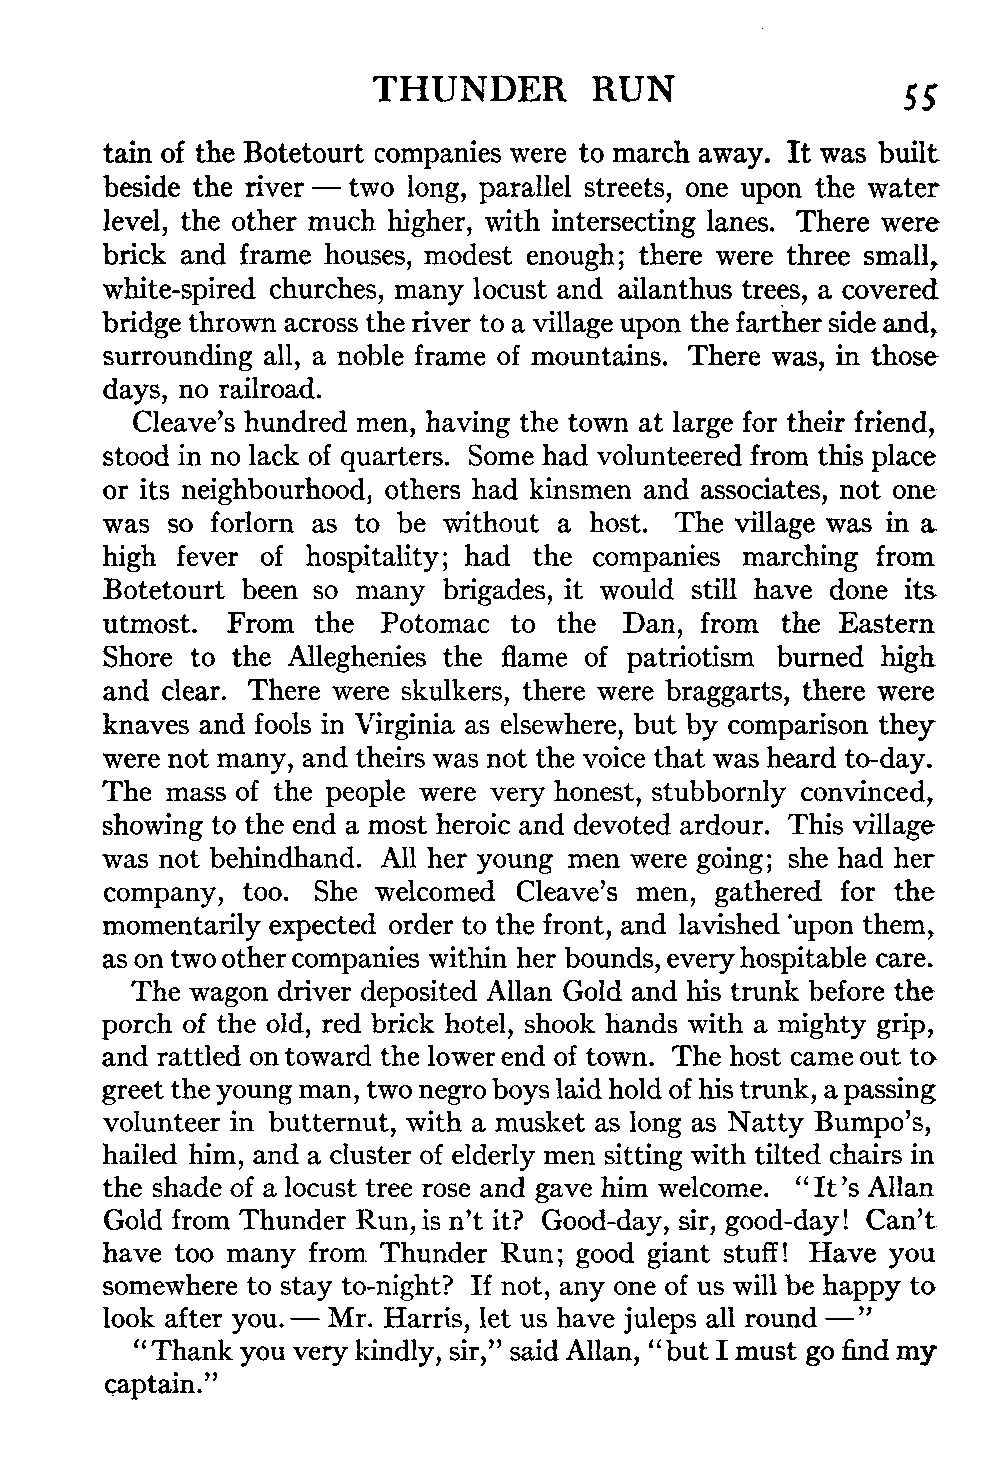 THUNDER RUN 55
tain of the Botetourt companies were to march away. It was built
beside the river — two long, parallel streets, one upon the water
level, the other much higher, with intersecting lanes. There were
brick and frame houses, modest enough; there were three small,
white-spired churches, many locust and ailanthus trees, a covered
bridge thrown across the river to a village upon the farther side and,
surrounding all, a noble frame of mountains. There was, in those
days, no railroad.
Cleave's hundred men, having the town at large for their friend,
stood in no lack of quarters. Some had volunteered from this place
or its neighbourhood, others had kinsmen and associates, not one
was so forlorn as to be without a host. The village was in a
high fever of hospitality; had the companies marching from
Botetourt been so many brigades, it would still have done its
utmost. From the Potomac to the Dan, from the Eastern
Shore to the Alleghenies the flame of patriotism burned high
and clear. There were skulkers, there were braggarts, there were
knaves and fools in Virginia as elsewhere, but by comparison they
were not many, and theirs was not the voice that was heard to-day.
The mass of the people were very honest, stubbornly convinced,
showing to the end a most heroic and devoted ardour. This village
was not behindhand. All her young men were going; she had her
company, too. She welcomed Cleave's men, gathered for the
momentarily expected order to the front, and lavished upon them,
as on two other companies within her bounds, every hospitable care.
The wagon driver deposited Allan Gold and his trunk before the
porch of the old, red brick hotel, shook hands with a mighty grip,
and rattled on toward the lower end of town. The host came out to
greet the young man, two negro boys laid hold of his trunk, a passing
volunteer in butternut, with a musket as long as Natty Bumpo's,
hailed him, and a cluster of elderly men sitting with tilted chairs in
the shade of a locust tree rose and gave him welcome. "It's Allan
Gold from Thunder Run, is n't it? Good-day, sir, good-day! Can't
have too many from Thunder Run; good giant stuff! Have you
somewhere to stay to-night? If not, any one of us will be happy to
look after you. — Mr. Harris, let us have juleps all round —"
"Thank you very kindly, sir," said Allan, "but I must go find my
captain."